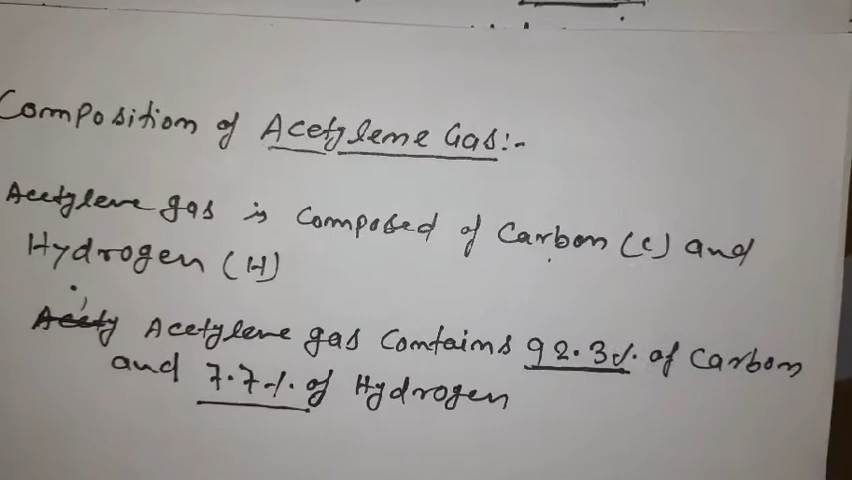 Composition of Acetylene Gas:-
Acetylene gas is composed of Carbon (C) and
Hydrogen (H)
Acety Acetylene gas contains 92.3% of Carbon
and 7.7% of Hydrogen